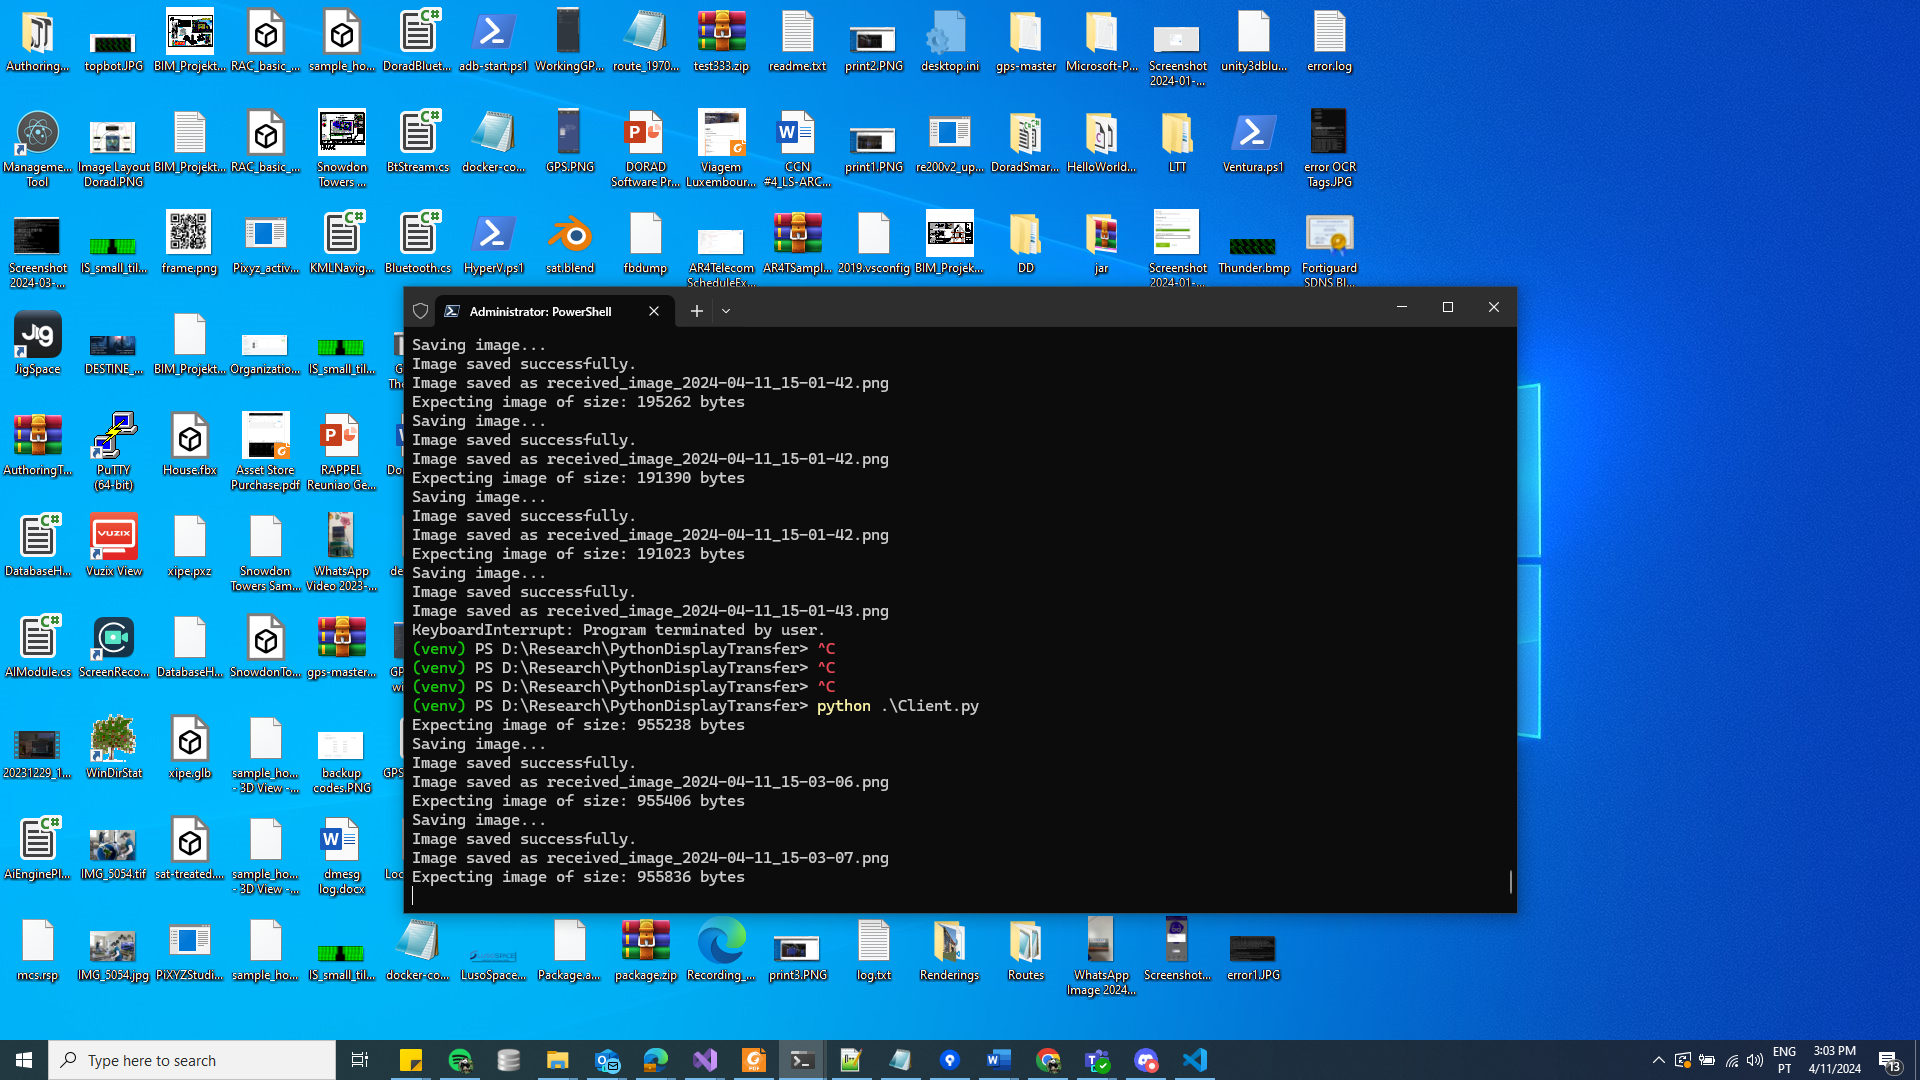 Authoring...
topbot.JPG
BIM_Projekt...
RAC_basic_...
sample_ho...
DoradBluet...
adb-start.ps1
WorkingGP...
route_1970...
test333.zip
readme.txt
print2.PNG
desktop.ini
gps-master
Microsoft-P...
Screenshot
2024-01-...
unity3dblu...
error.log
Manageme...
Tool
Image Layout
Dorad.PNG
BIM_Projekt...
RAC_basic_...
Snowdon
Towers ...
BtStream.cs
docker-co...
GPS.PNG
DORAD
Software Pr...
Viagem
Luxembour...
CCN
#4_LS-ARC...
print1.PNG
re200v2_up...
DoradSmar...
HelloWorld...
LTT
Ventura.ps1
error OCR
Tags.JPG
Screenshot
2024-03-...
IS_small_til...
frame.png
Pixyz_activ...
KMLNavig...
Bluetooth.cs
HyperV.ps1
sat.blend
fbdump
AR4Telecom
ScheduleEx...
AR4TSampl...
2019.vsconfig
BIM_Projek...
DD
jar
Screenshot
2024-01-...
Thunder.bmp
Fortiguard
SDNS Bl...
Jig
JigSpace
DESTINE_...
BIM_Projekt...
Organizatio...
IS_small_til...
AuthoringT...
PuTTY
(64-bit)
House.fbx
Asset Store
Purchase.pdf
RAPPEL
Reuniao Ge...
DatabaseH...
VUZIX
Vuzix View
xipe.pxz
Snowdon
Towers Sam...
WhatsApp
Video 2023-...
AIModule.cs
ScreenReco...
DatabaseH...
SnowdonTo...
gps-master...
20231229_1...
WinDirStat
xipe.glb
sample_ho...
- 3D View -...
backup
codes.PNG
AiEnginePl...
IMG_5054.tif
sat-treated....
sample_ho...
- 3D View -...
dmesg
log.docx
Administrator: PowerShell
Saving image...
Image saved successfully.
Image saved as received_image_2024-04-11_15-01-42.png
Expecting image of size: 195262 bytes
Saving image...
Image saved successfully.
Image saved as received_image_2024-04-11_15-01-42.png
Expecting image of size: 191390 bytes
Saving image...
Image saved successfully.
Image saved as received_image_2024-04-11_15-01-42.png
Expecting image of size: 191023 bytes
Saving image...
Image saved successfully.
Image saved as received_image_2024-04-11_15-01-43.png
KeyboardInterrupt: Program terminated by user.
(venv) PS D:\Research\PythonDisplayTransfer> ^C
(venv) PS D:\Research\PythonDisplayTransfer> ^C
(venv) PS D:\Research\PythonDisplayTransfer> ^C
(venv) PS D:\Research\PythonDisplayTransfer> python .\Client.py
Expecting image of size: 955238 bytes
Saving image...
Image saved successfully.
Image saved as received_image_2024-04-11_15-03-06.png
Expecting image of size: 955406 bytes
Saving image...
Image saved successfully.
Image saved as received_image_2024-04-11_15-03-07.png
Expecting image of size: 955836 bytes
mcs.rsp
IMG_5054.jpg
PiXYZStudi...
sample_ho...
IS_small_til...
docker-co...
LusoSpace...
Package.a...
package.zip
Recording_...
print3.PNG
log.txt
Renderings
Routes
WhatsApp
Image 2024...
Screenshot...
error1.JPG
Type here to search
ENG
PT
3:03 PM
4/11/2024
13